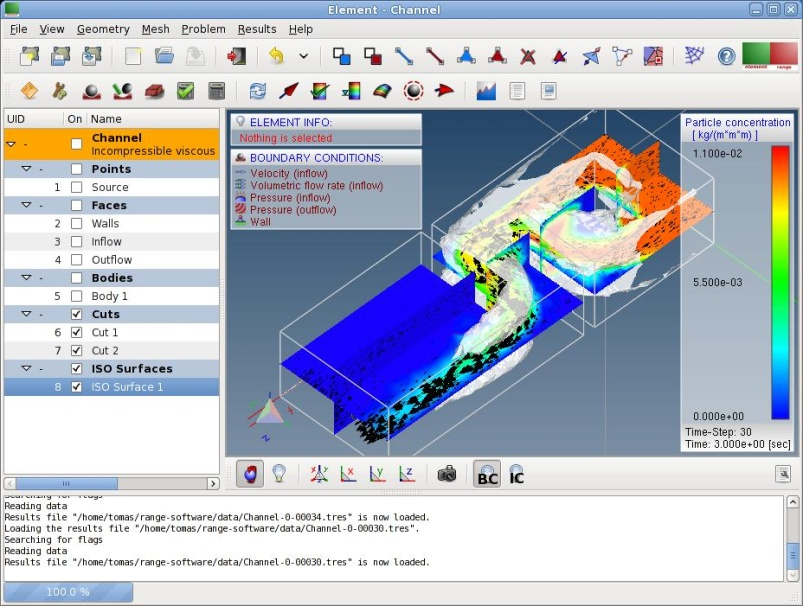 Element - Channel
File View Geometry Mesh Problem Results Help
element range
UID On Name
Channel
Incompressible viscous
Points
1 Source
Faces
2 Walls
3 Inflow
4 Outflow
Bodies
5 Body 1
Cuts
6 Cut 1
7 Cut 2
ISO Surfaces
8 ISO Surface 1
ELEMENT INFO:
Nothing is selected
BOUNDARY CONDITIONS:
Velocity (inflow)
Volumetric flow rate (inflow)
Pressure (inflow)
Pressure (outflow)
Wall
Particle concentration
[ kg/(m*m*m) ]
1.100e-02
5.500e-03
0.000e+00
Time-Step: 30
Time: 3.000e+00 [sec]
z
x y z BC IC
Searching for flags
Reading data
Results file "/home/tomas/range-software/data/Channel-0-00034.tres" is now loaded.
Loading the results file "/home/tomas/range-software/data/Channel-0-00030.tres".
Searching for flags
Reading data
Results file "/home/tomas/range-software/data/Channel-0-00030.tres" is now loaded.
100.0 %